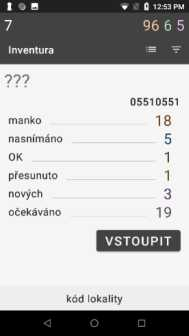 12:53 PM
7 96 6 5
Inventura
???
05510551
manko 18
nasnímáno 5
OK 1
přesunuto 1
nových 3
očekáváno 19
VSTOUPIT
kód lokality